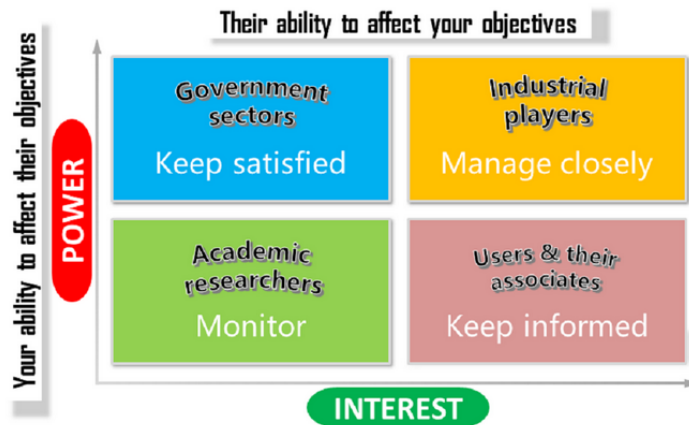 Their ability to affect your objectives
Your ability to affect their objectives
POWER
Government
sectors
Keep satisfied
Industrial
players
Manage closely
Academic
researchers
Monitor
Users & their
associates
Keep informed
INTEREST